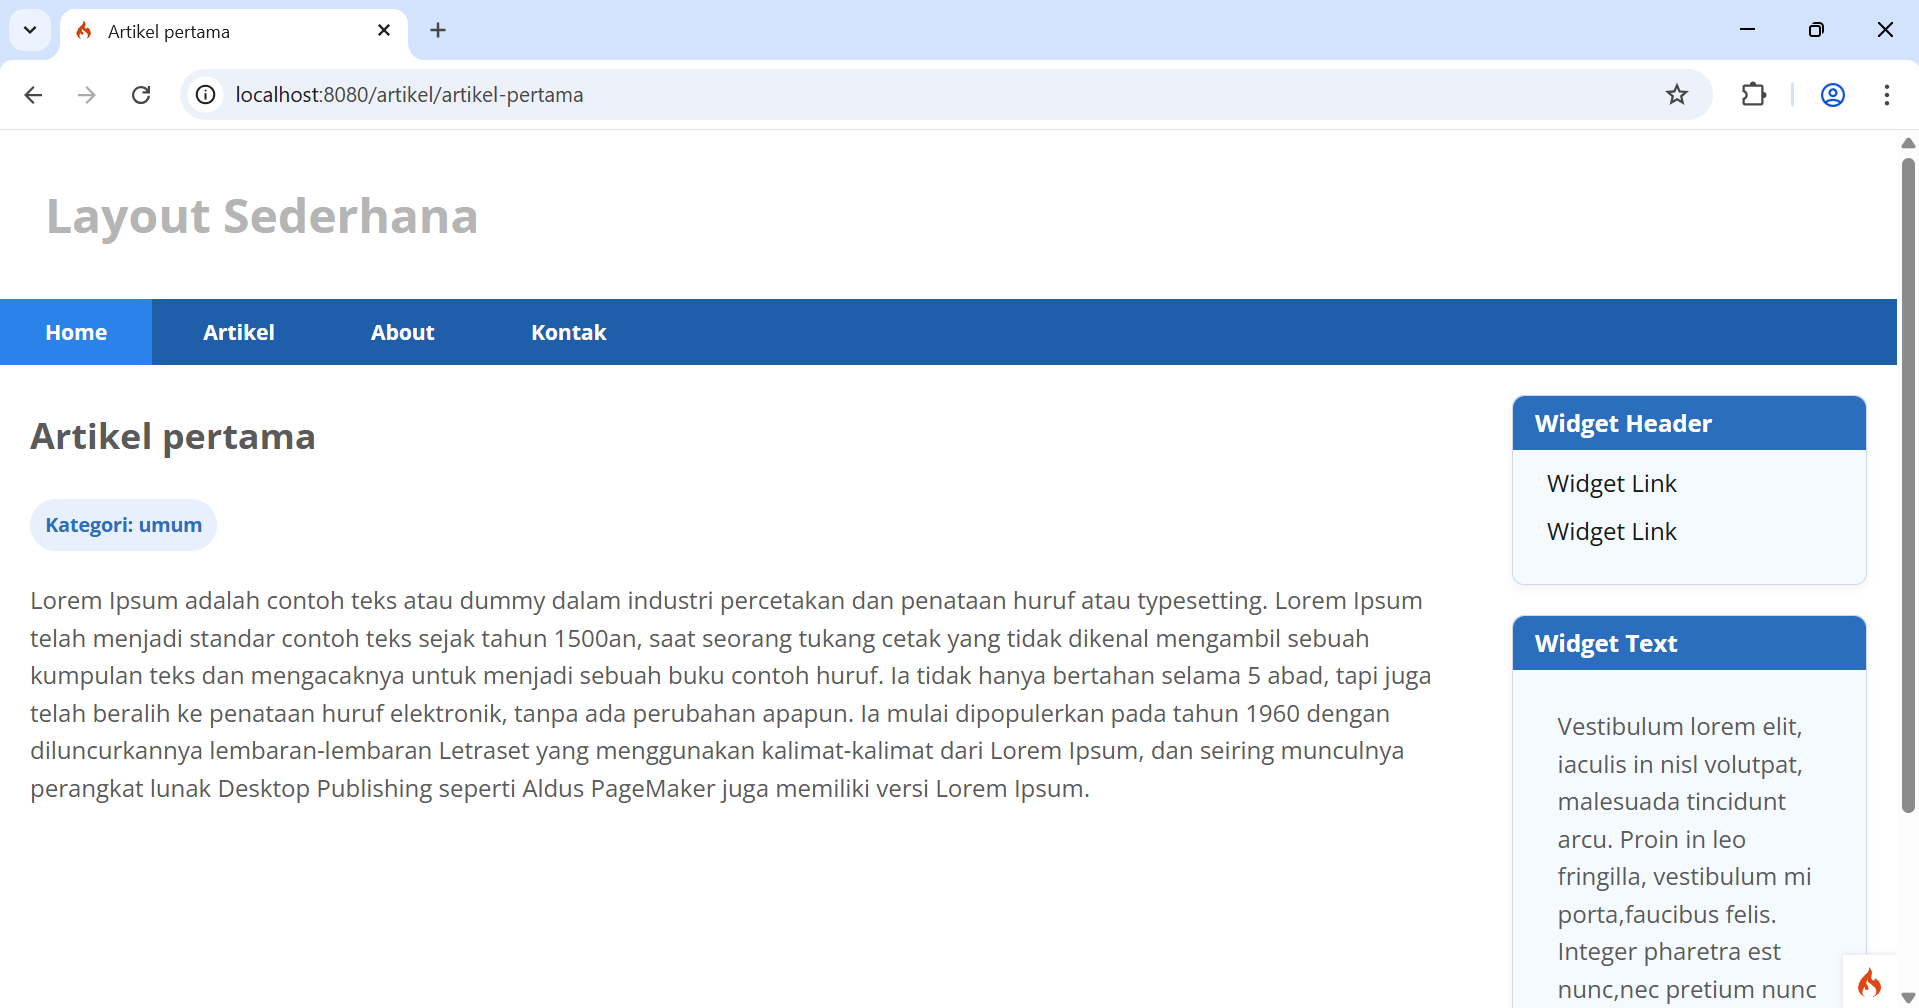 Artikel pertama
localhost:8080/artikel/artikel-pertama
Layout Sederhana
Home Artikel About Kontak
Artikel pertama
Kategori: umum
Lorem Ipsum adalah contoh teks atau dummy dalam industri percetakan dan penataan huruf atau typesetting. Lorem Ipsum
telah menjadi standar contoh teks sejak tahun 1500an, saat seorang tukang cetak yang tidak dikenal mengambil sebuah
kumpulan teks dan mengacaknya untuk menjadi sebuah buku contoh huruf. Ia tidak hanya bertahan selama 5 abad, tapi juga
telah beralih ke penataan huruf elektronik, tanpa ada perubahan apapun. Ia mulai dipopulerkan pada tahun 1960 dengan
diluncurkannya lembaran-lembaran Letraset yang menggunakan kalimat-kalimat dari Lorem Ipsum, dan seiring munculnya
perangkat lunak Desktop Publishing seperti Aldus PageMaker juga memiliki versi Lorem Ipsum.
Widget Header
Widget Link
Widget Link
Widget Text
Vestibulum lorem elit,
iaculis in nisl volutpat,
malesuada tincidunt
arcu. Proin in leo
fringilla, vestibulum mi
porta,faucibus felis.
Integer pharetra est
nunc,nec pretium nunc